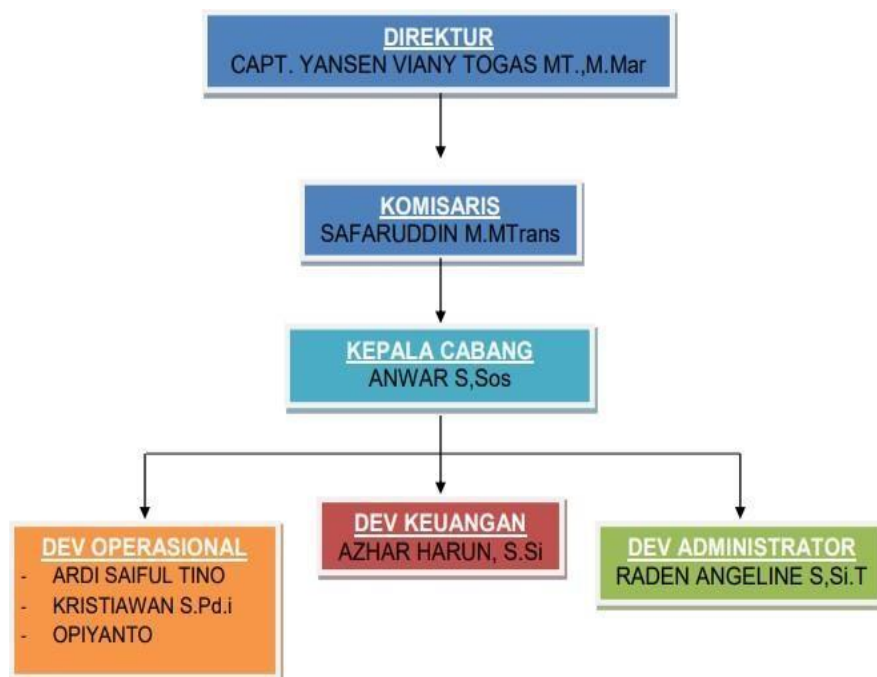 DIREKTUR
CAPT. YANSEN VIANY TOGAS MT.,M.Mar
KOMISARIS
SAFARUDDIN M.MTrans
KEPALA CABANG
ANWAR S,Sos
DEV OPERASIONAL
- ARDI SAIFUL TINO
- KRISTIAWAN S.Pd.i
- OPIYANTO
DEV KEUANGAN
AZHAR HARUN, S.Si
DEV ADMINISTRATOR
RADEN ANGELINE S,Si.T